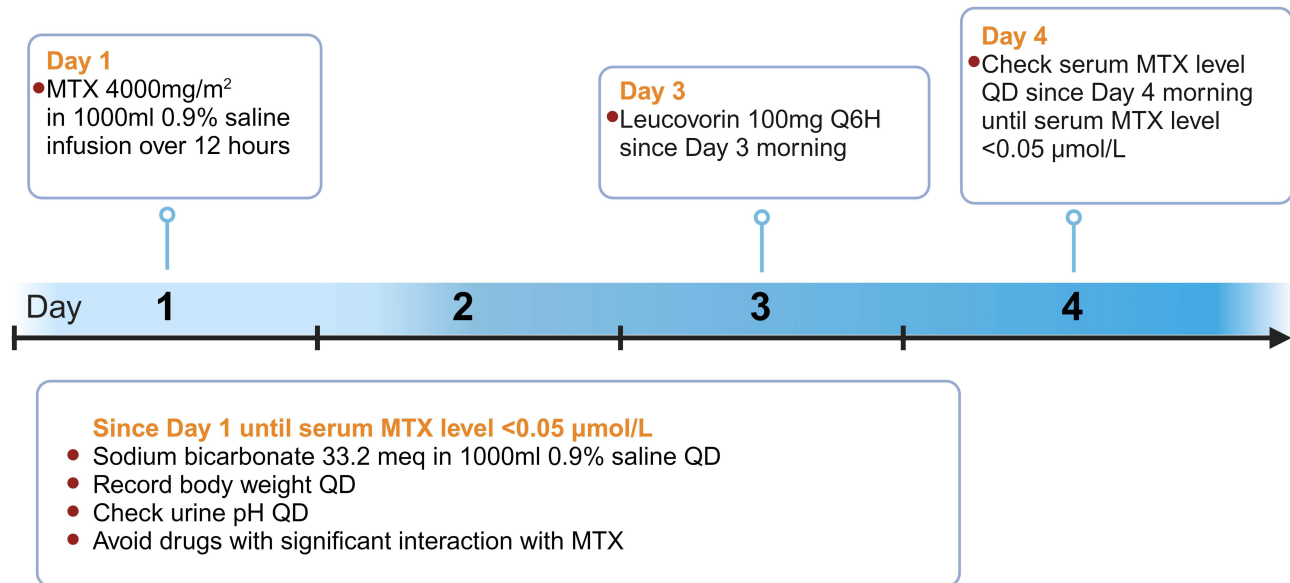 Day 1
MTX 4000mg/m²
in 1000ml 0.9% saline
infusion over 12 hours
Day 3
Leucovorin 100mg Q6H
since Day 3 morning
Day 4
Check serum MTX level
QD since Day 4 morning
until serum MTX level
<0.05 μmol/L
Day 1 2 3 4
Since Day 1 until serum MTX level <0.05 μmol/L
Sodium bicarbonate 33.2 meq in 1000ml 0.9% saline QD
Record body weight QD
Check urine pH QD
Avoid drugs with significant interaction with MTX